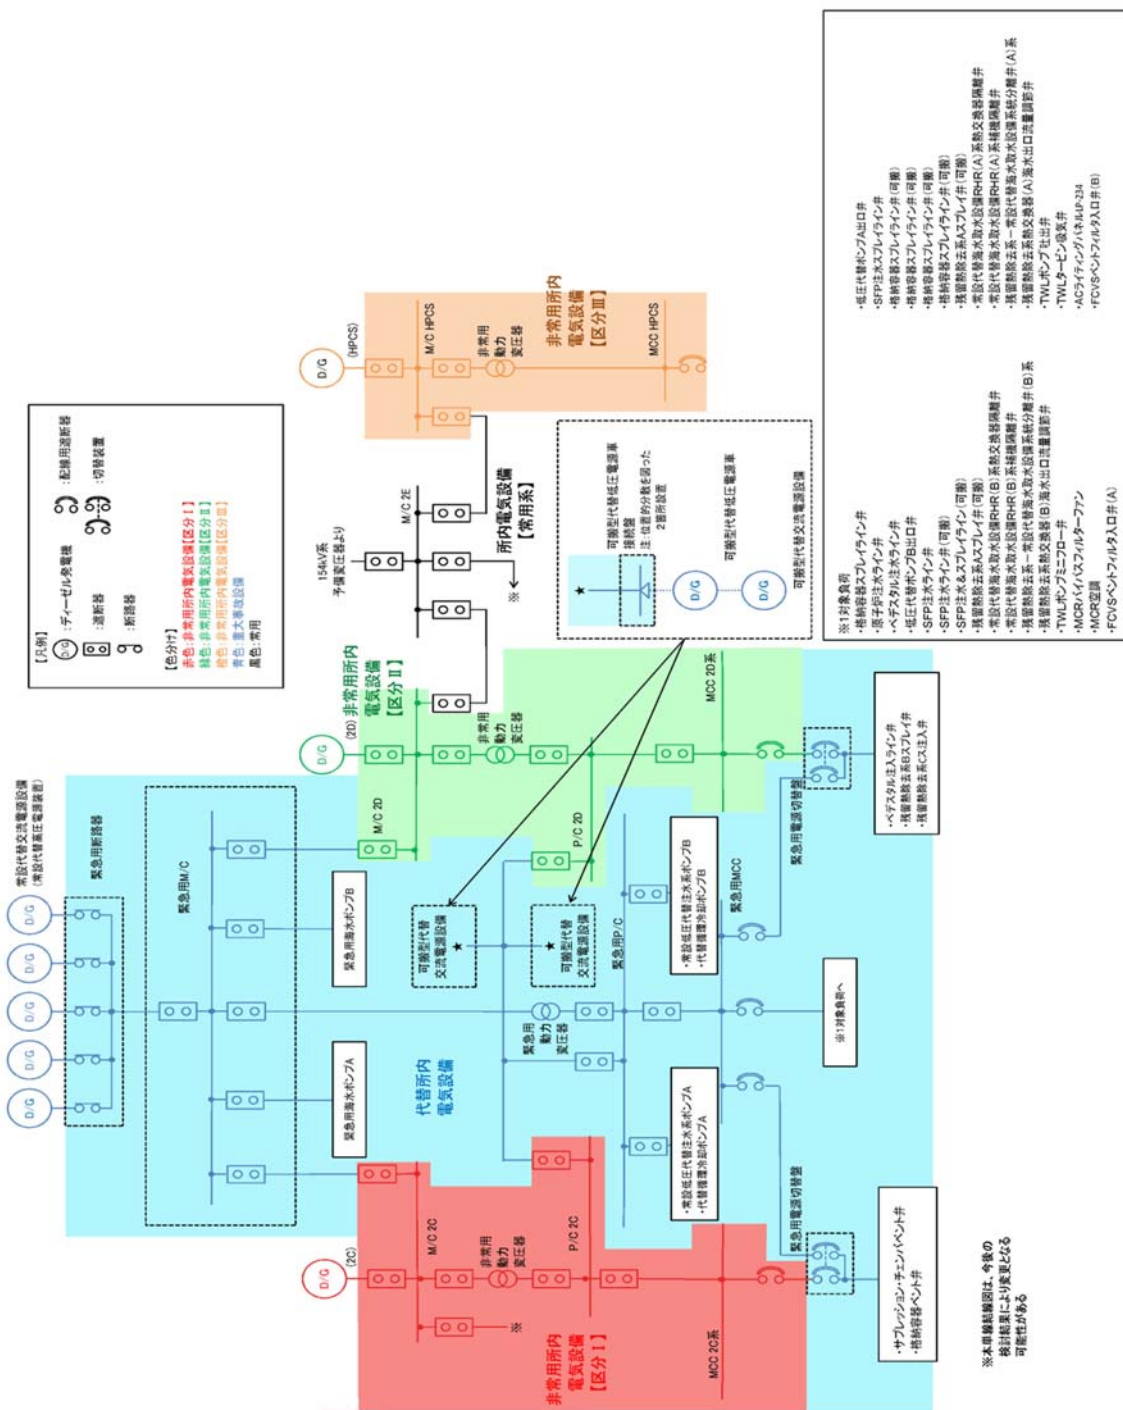 常設代替交流電源設備
(常設代替高圧電源装置)
D/G
D/G
D/G
D/G
D/G
緊急用断路器
緊急用M/C
緊急用海水ポンプA
緊急用海水ポンプB
【凡例】
D/G
:ディーゼル発電機
:遮断器
:断路器
:配線用遮断器
:切替装置
【色分け】
赤色:非常用所内電気設備【区分Ⅰ】
緑色:非常用所内電気設備【区分Ⅱ】
橙色:非常用所内電気設備【区分Ⅲ】
青色:重大事故設備
黒色:常用
D/G
(2C)
M/C 2C
非常用
動力
変圧器
P/C 2C
MCC 2C系
※
非常用所内
電気設備
【区分Ⅰ】
代替所内
電気設備
D/G
(2D)
非常用所内
電気設備
【区分Ⅱ】
M/C 2D
非常用
動力
変圧器
P/C 2D
MCC 2D系
154kV系
予備変圧器より
M/C 2E
※
所内電気設備
【常用系】
D/G
(HPCS)
M/C HPCS
非常用
動力
変圧器
MCC HPCS
非常用所内
電気設備
【区分Ⅲ】
可搬型代替
交流電源設備
★
★
可搬型代替
交流電源設備
緊急用
動力
変圧器
緊急用P/C
・常設低圧代替注水系ポンプA
・代替循環冷却ポンプA
・常設低圧代替注水系ポンプB
・代替循環冷却ポンプB
緊急用MCC
緊急用電源切替盤
緊急用電源切替盤
★
可搬型代替低圧電源車
接続盤
注:位置的分散を図った
2箇所設置
D/G
D/G
可搬型代替低圧電源車
可搬型代替交流電源設備
・サプレッション・チェンバベント弁
・格納容器ベント弁
※1対象負荷へ
・ペデスタル注入ライン弁
・残留熱除去系Bスプレイ弁
・残留熱除去系C注入弁
※1対象負荷
・格納容器スプレイライン弁
・原子炉注水ライン弁
・ペデスタル注水ライン弁
・低圧代替ポンプB出口弁
・SFP注水ライン弁
・SFP注水ライン弁(可搬)
・SFP注水&スプレイライン(可搬)
・残留熱除去系Aスプレイ弁(可搬)
・常設代替海水取水設備RHR(B)系熱交換器隔離弁
・常設代替海水取水設備RHR(B)系補機隔離弁
・残留熱除去系-常設代替海水取水設備系統分離弁(B)系
・残留熱除去系熱交換器(B)海水出口流量調節弁
・TWLポンプミニフロー弁
・MCRバイパスフィルターファン
・MCR空調
・FCVSベントフィルタ入口弁(A)
・低圧代替ポンプA出口弁
・SFP注水スプレイライン弁
・格納容器スプレイライン弁(可搬)
・格納容器スプレイライン弁(可搬)
・格納容器スプレイライン弁(可搬)
・格納容器スプレイライン弁(可搬)
・残留熱除去系Aスプレイ弁(可搬)
・常設代替海水取水設備RHR(A)系熱交換器隔離弁
・常設代替海水取水設備RHR(A)系補機隔離弁
・残留熱除去系-常設代替海水取水設備系統分離弁(A)系
・残留熱除去系熱交換器(A)海水出口流量調節弁
・TWLポンプ吐出弁
・TWLタービン吸気弁
・ACライティングパネルLP-234
・FCVSベントフィルタ入口弁(B)
※本単線結線図は、今後の
検討結果により変更となる
可能性がある